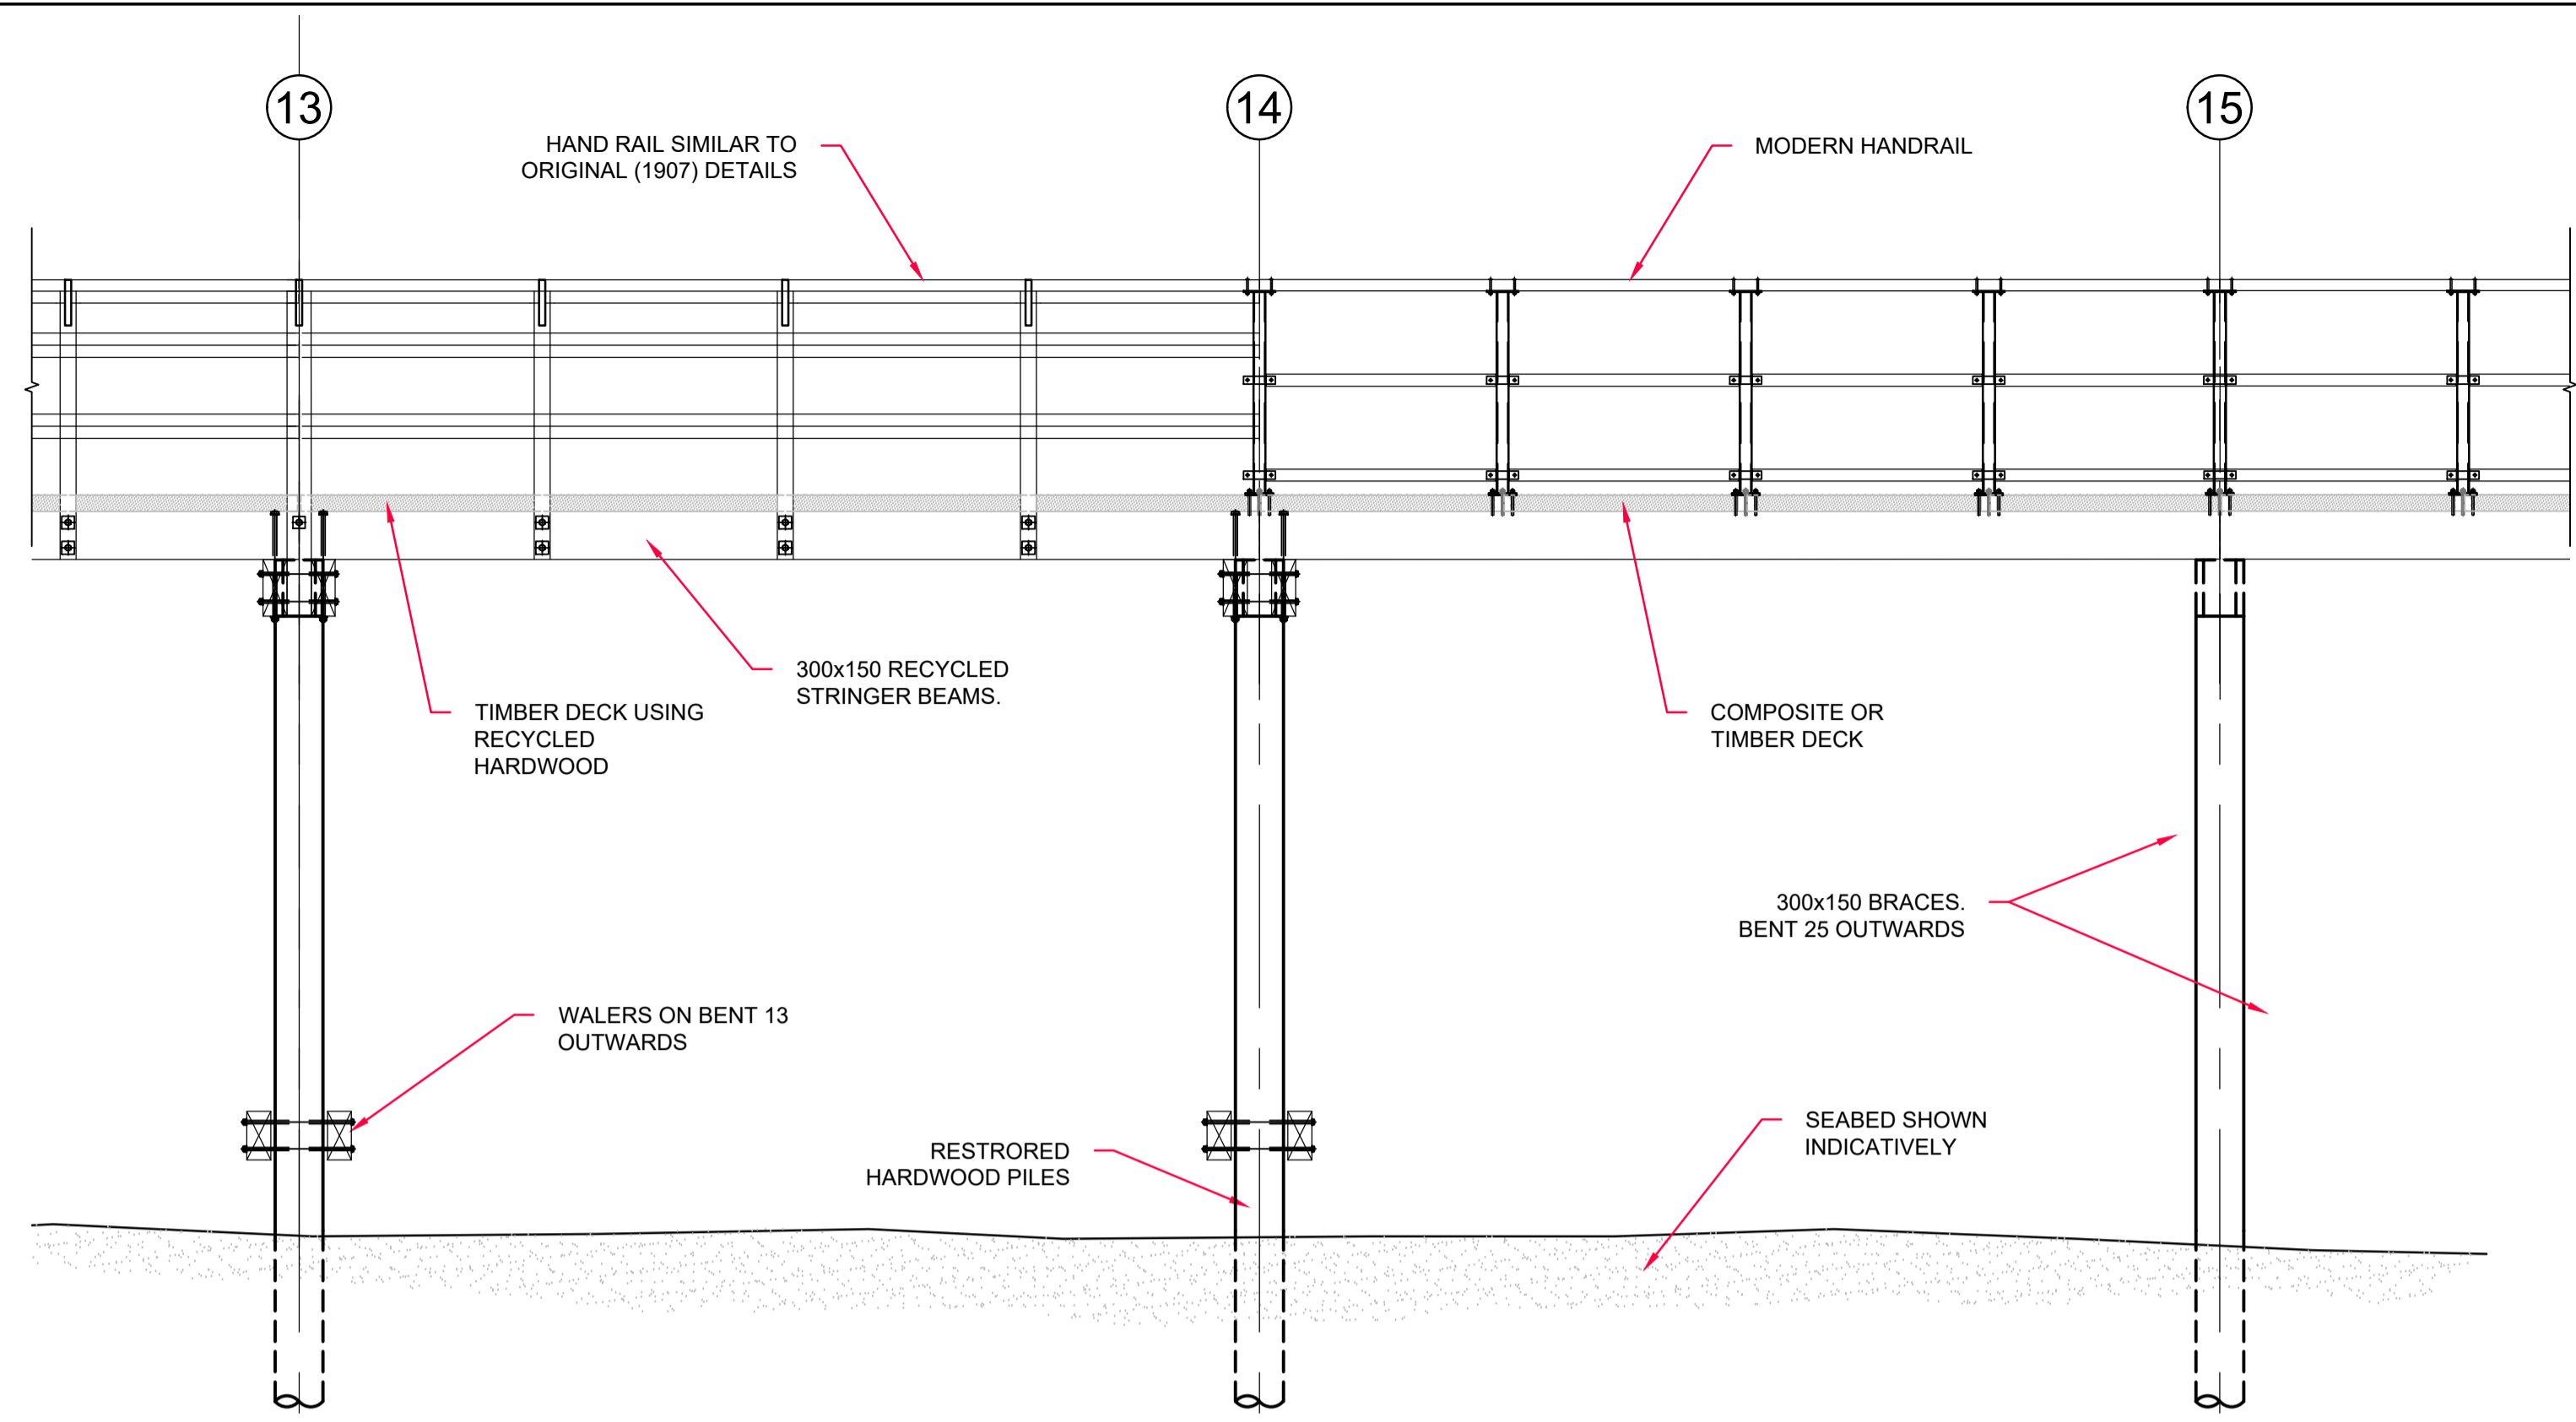 13
14
15
HAND RAIL SIMILAR TO
ORIGINAL (1907) DETAILS
MODERN HANDRAIL
300x150 RECYCLED
STRINGER BEAMS.
TIMBER DECK USING
RECYCLED
HARDWOOD
COMPOSITE OR
TIMBER DECK
300x150 BRACES.
BENT 25 OUTWARDS
WALERS ON BENT 13
OUTWARDS
RESTRORED
HARDWOOD PILES
SEABED SHOWN
INDICATIVELY